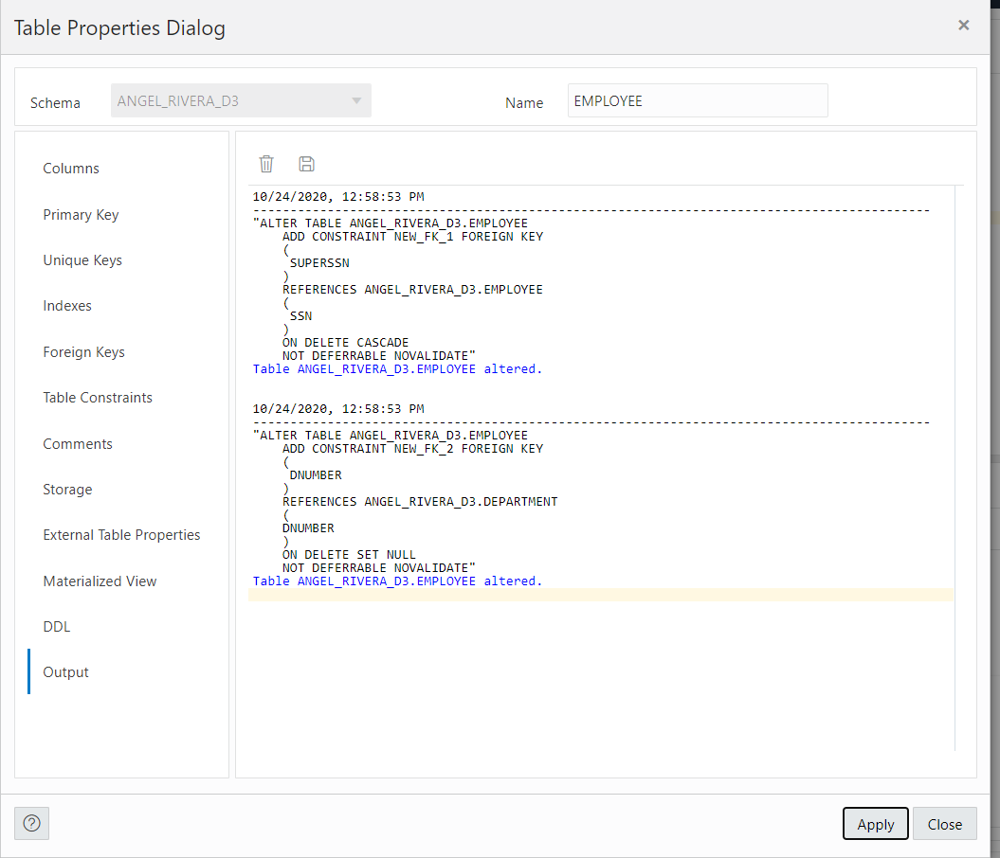 Table Properties Dialog
Schema
ANGEL_RIVERA_D3
Name
EMPLOYEE
Columns
Primary Key
Unique Keys
Indexes
Foreign Keys
Table Constraints
Comments
Storage
External Table Properties
Materialized View
DDL
Output
10/24/2020, 12:58:53 PM
--------------------------------------------------------------------------------------------
"ALTER TABLE ANGEL_RIVERA_D3.EMPLOYEE
ADD CONSTRAINT NEW_FK_1 FOREIGN KEY
(
SUPERSSN
)
REFERENCES ANGEL_RIVERA_D3.EMPLOYEE
(
SSN
)
ON DELETE CASCADE
NOT DEFERRABLE NOVALIDATE"
Table ANGEL_RIVERA_D3.EMPLOYEE altered.
10/24/2020, 12:58:53 PM
--------------------------------------------------------------------------------------------
"ALTER TABLE ANGEL_RIVERA_D3.EMPLOYEE
ADD CONSTRAINT NEW_FK_2 FOREIGN KEY
(
DNUMBER
)
REFERENCES ANGEL_RIVERA_D3.DEPARTMENT
(
DNUMBER
)
ON DELETE SET NULL
NOT DEFERRABLE NOVALIDATE"
Table ANGEL_RIVERA_D3.EMPLOYEE altered.
?
Apply
Close